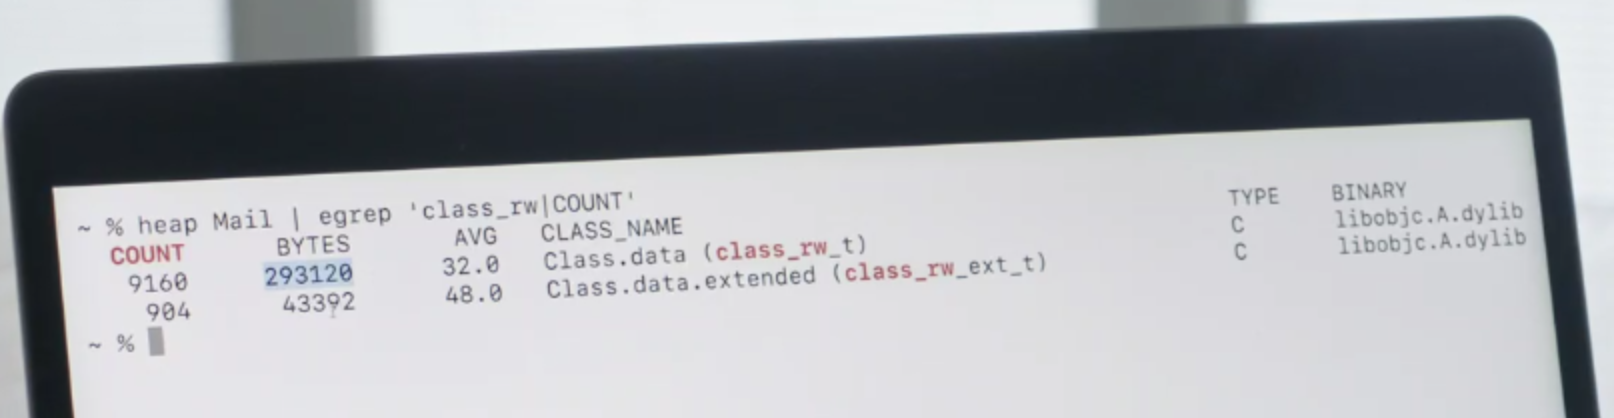 ~ % heap Mail | egrep 'class_rw|COUNT'
COUNT BYTES AVG CLASS_NAME TYPE BINARY
9160 293120 32.0 Class.data (class_rw_t) C libobjc.A.dylib
904 43392 48.0 Class.data.extended (class_rw_ext_t) C libobjc.A.dylib
~ %